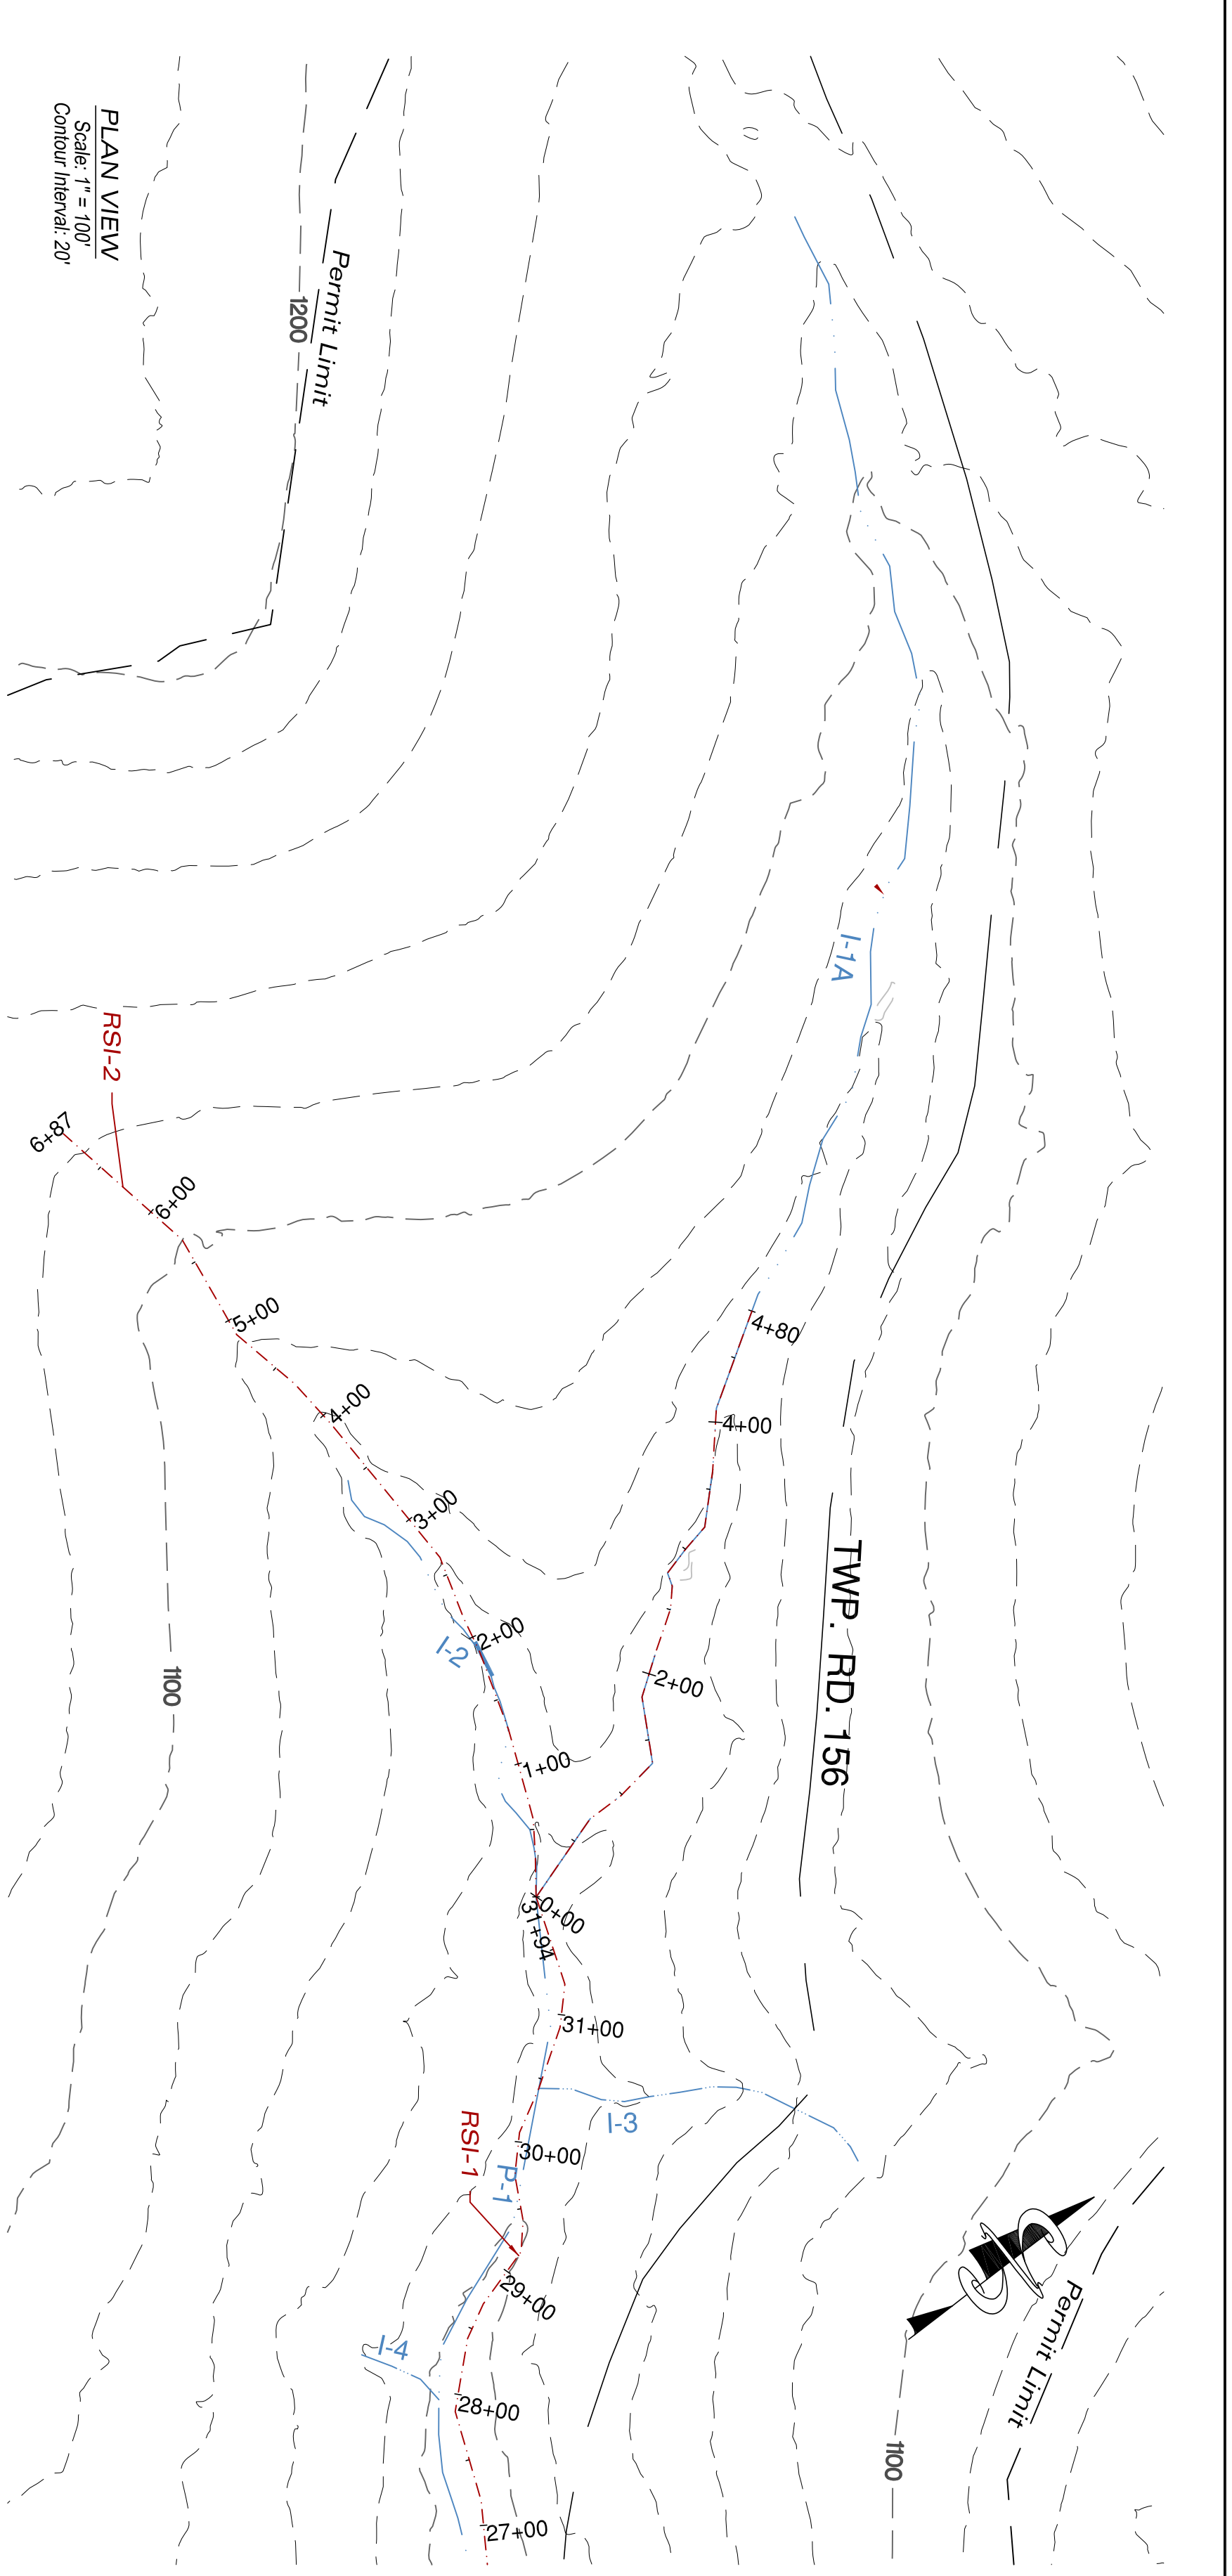 PLAN VIEW
Scale: 1" = 100'
Contour Interval: 20'
Permit Limit
1200
I-1A
RSI-2
6+87
6+00
5+00
4+00
3+00
2+00
I-2
1+00
0+00
4+80
4+00
2+00
TWP. RD. 156
1100
31+94
31+00
I-3
30+00
P-1
RSI-1
29+00
I-4
28+00
27+00
Permit Limit
1100